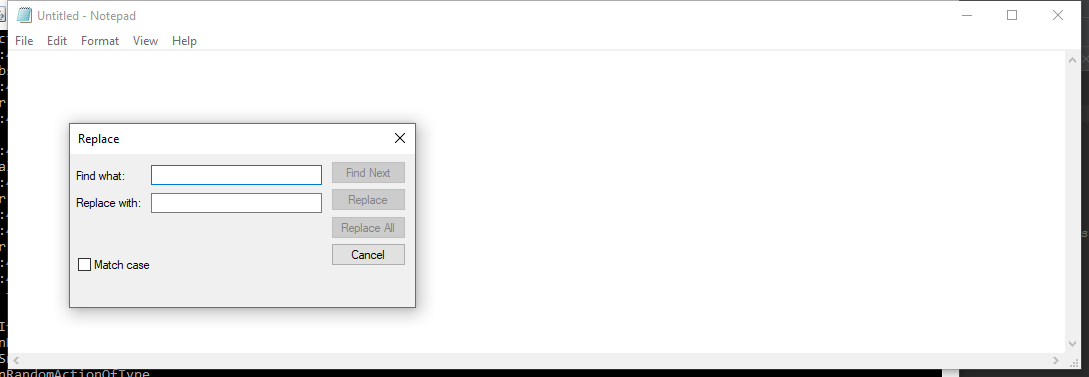 Untitled - Notepad
File Edit Format View Help
Replace
Find what:
Find Next
Replace with:
Replace
Replace All
Cancel
Match case
nRandomActionOfType